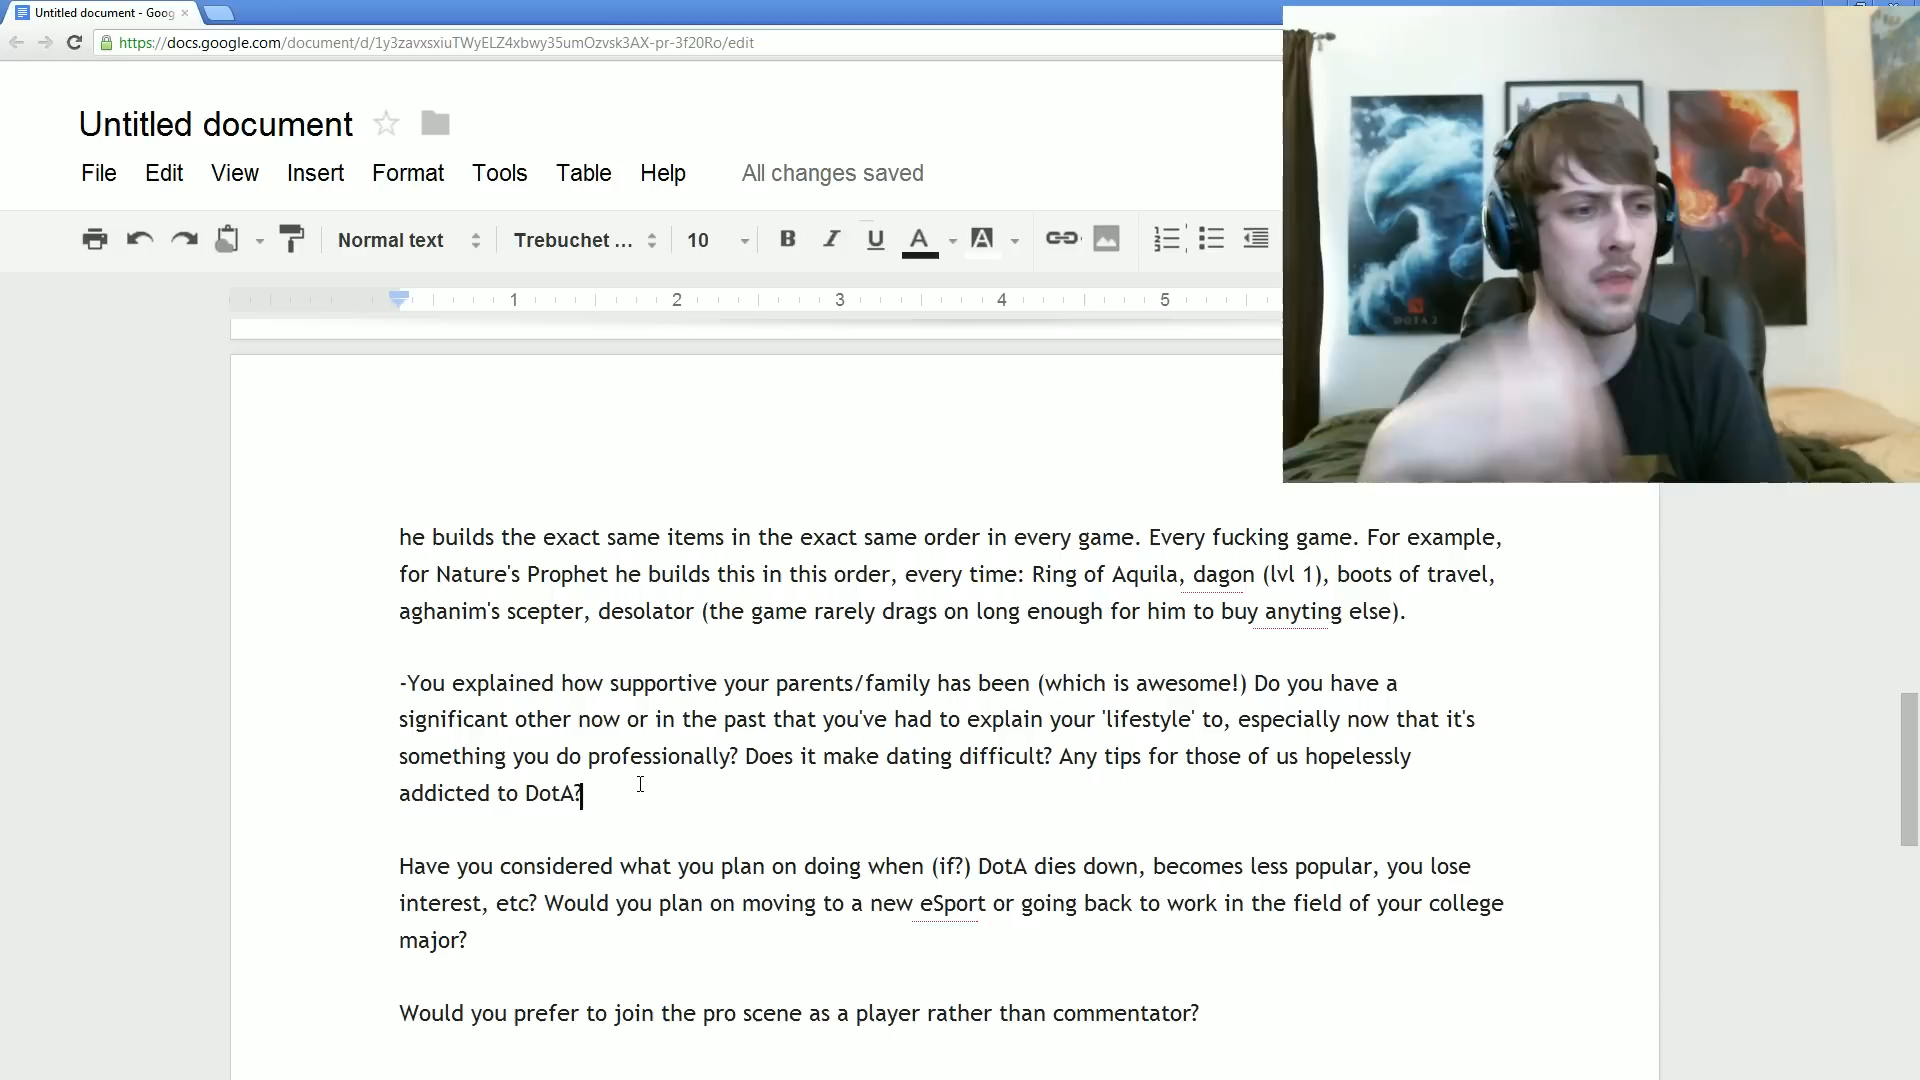 Untitled document - Goog
https://docs.google.com/document/d/1y3zavxsxiuTWyELZ4xbwy35umOzvsk3AX-pr-3f20Ro/edit
Untitled document
File Edit View Insert Format Tools Table Help All changes saved
Normal text Trebuchet ... 10 B I U A A
1 2 3 4 5
DOTA 2
he builds the exact same items in the exact same order in every game. Every fucking game. For example,
for Nature's Prophet he builds this in this order, every time: Ring of Aquila, dagon (lvl 1), boots of travel,
aghanim's scepter, desolator (the game rarely drags on long enough for him to buy anyting else).
-You explained how supportive your parents/family has been (which is awesome!) Do you have a
significant other now or in the past that you've had to explain your 'lifestyle' to, especially now that it's
something you do professionally? Does it make dating difficult? Any tips for those of us hopelessly
addicted to DotA?
Have you considered what you plan on doing when (if?) DotA dies down, becomes less popular, you lose
interest, etc? Would you plan on moving to a new eSport or going back to work in the field of your college
major?
Would you prefer to join the pro scene as a player rather than commentator?